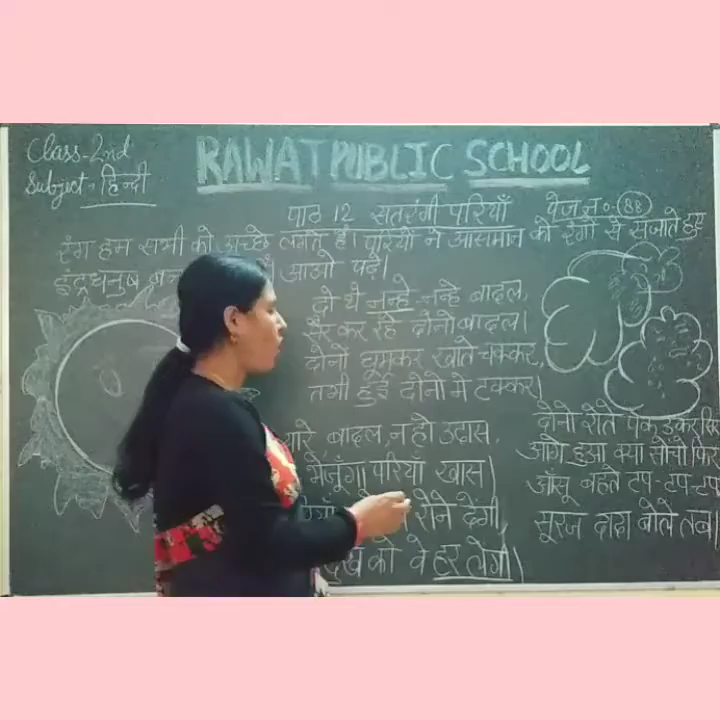 Class-2nd
Subject, हिन्दी
RAWAT PUBLIC SCHOOL
पाठ 12 सतरंगी परियाँ
पेज न० (88)
रंग हम सभी को अच्छे लगते हैं। परियों ने आसमान को रंगों से सजाते हुए
इंद्रधनुष आओ पढ़ें।
दो थे नन्हे-नन्हे बादल,
सैर कर रहे दोनों बादल।
दोनों घूमकर खाते चक्कर,
तभी हुई दोनों में टक्कर।
दोनों रोते पकड़कर सिर
आगे हुआ क्या सोचो फिर
आँसू बहते टप-टप-टप
सूरज दादा बोले तब।
बादल, न हो उदास,
भेजूंगा परियाँ खास
रोने देंगी,
दुख को वे हर लेंगी।